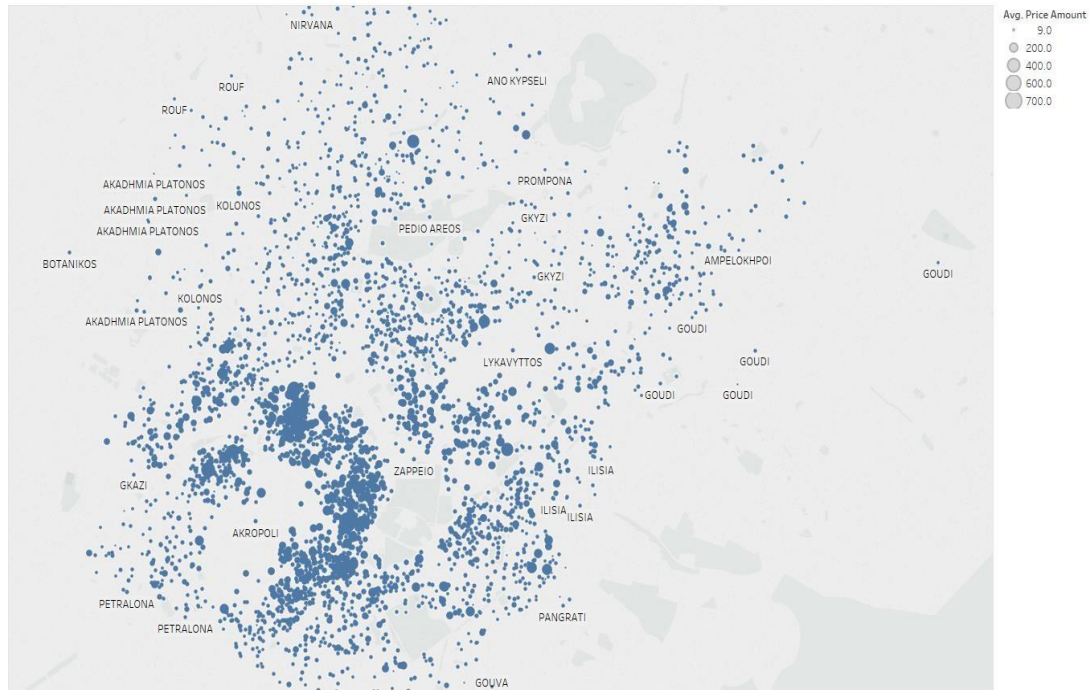 Avg. Price Amount
9.0
200.0
400.0
600.0
700.0
NIRVANA
ANO KYPSELI
ROUF
ROUF
PROMPONA
AKADHMIA PLATONOS
KOLONOS
AKADHMIA PLATONOS
GKYZI
PEDIO AREOS
AKADHMIA PLATONOS
AMPELOKHPOI
BOTANIKOS
GOUDI
GKYZI
KOLONOS
AKADHMIA PLATONOS
GOUDI
LYKAVYTTOS
GOUDI
GOUDI
GOUDI
ZAPPEIO
ILISIA
GKAZI
ILISIA
ILISIA
AKROPOLI
PETRALONA
PANGRATI
PETRALONA
GOUVA